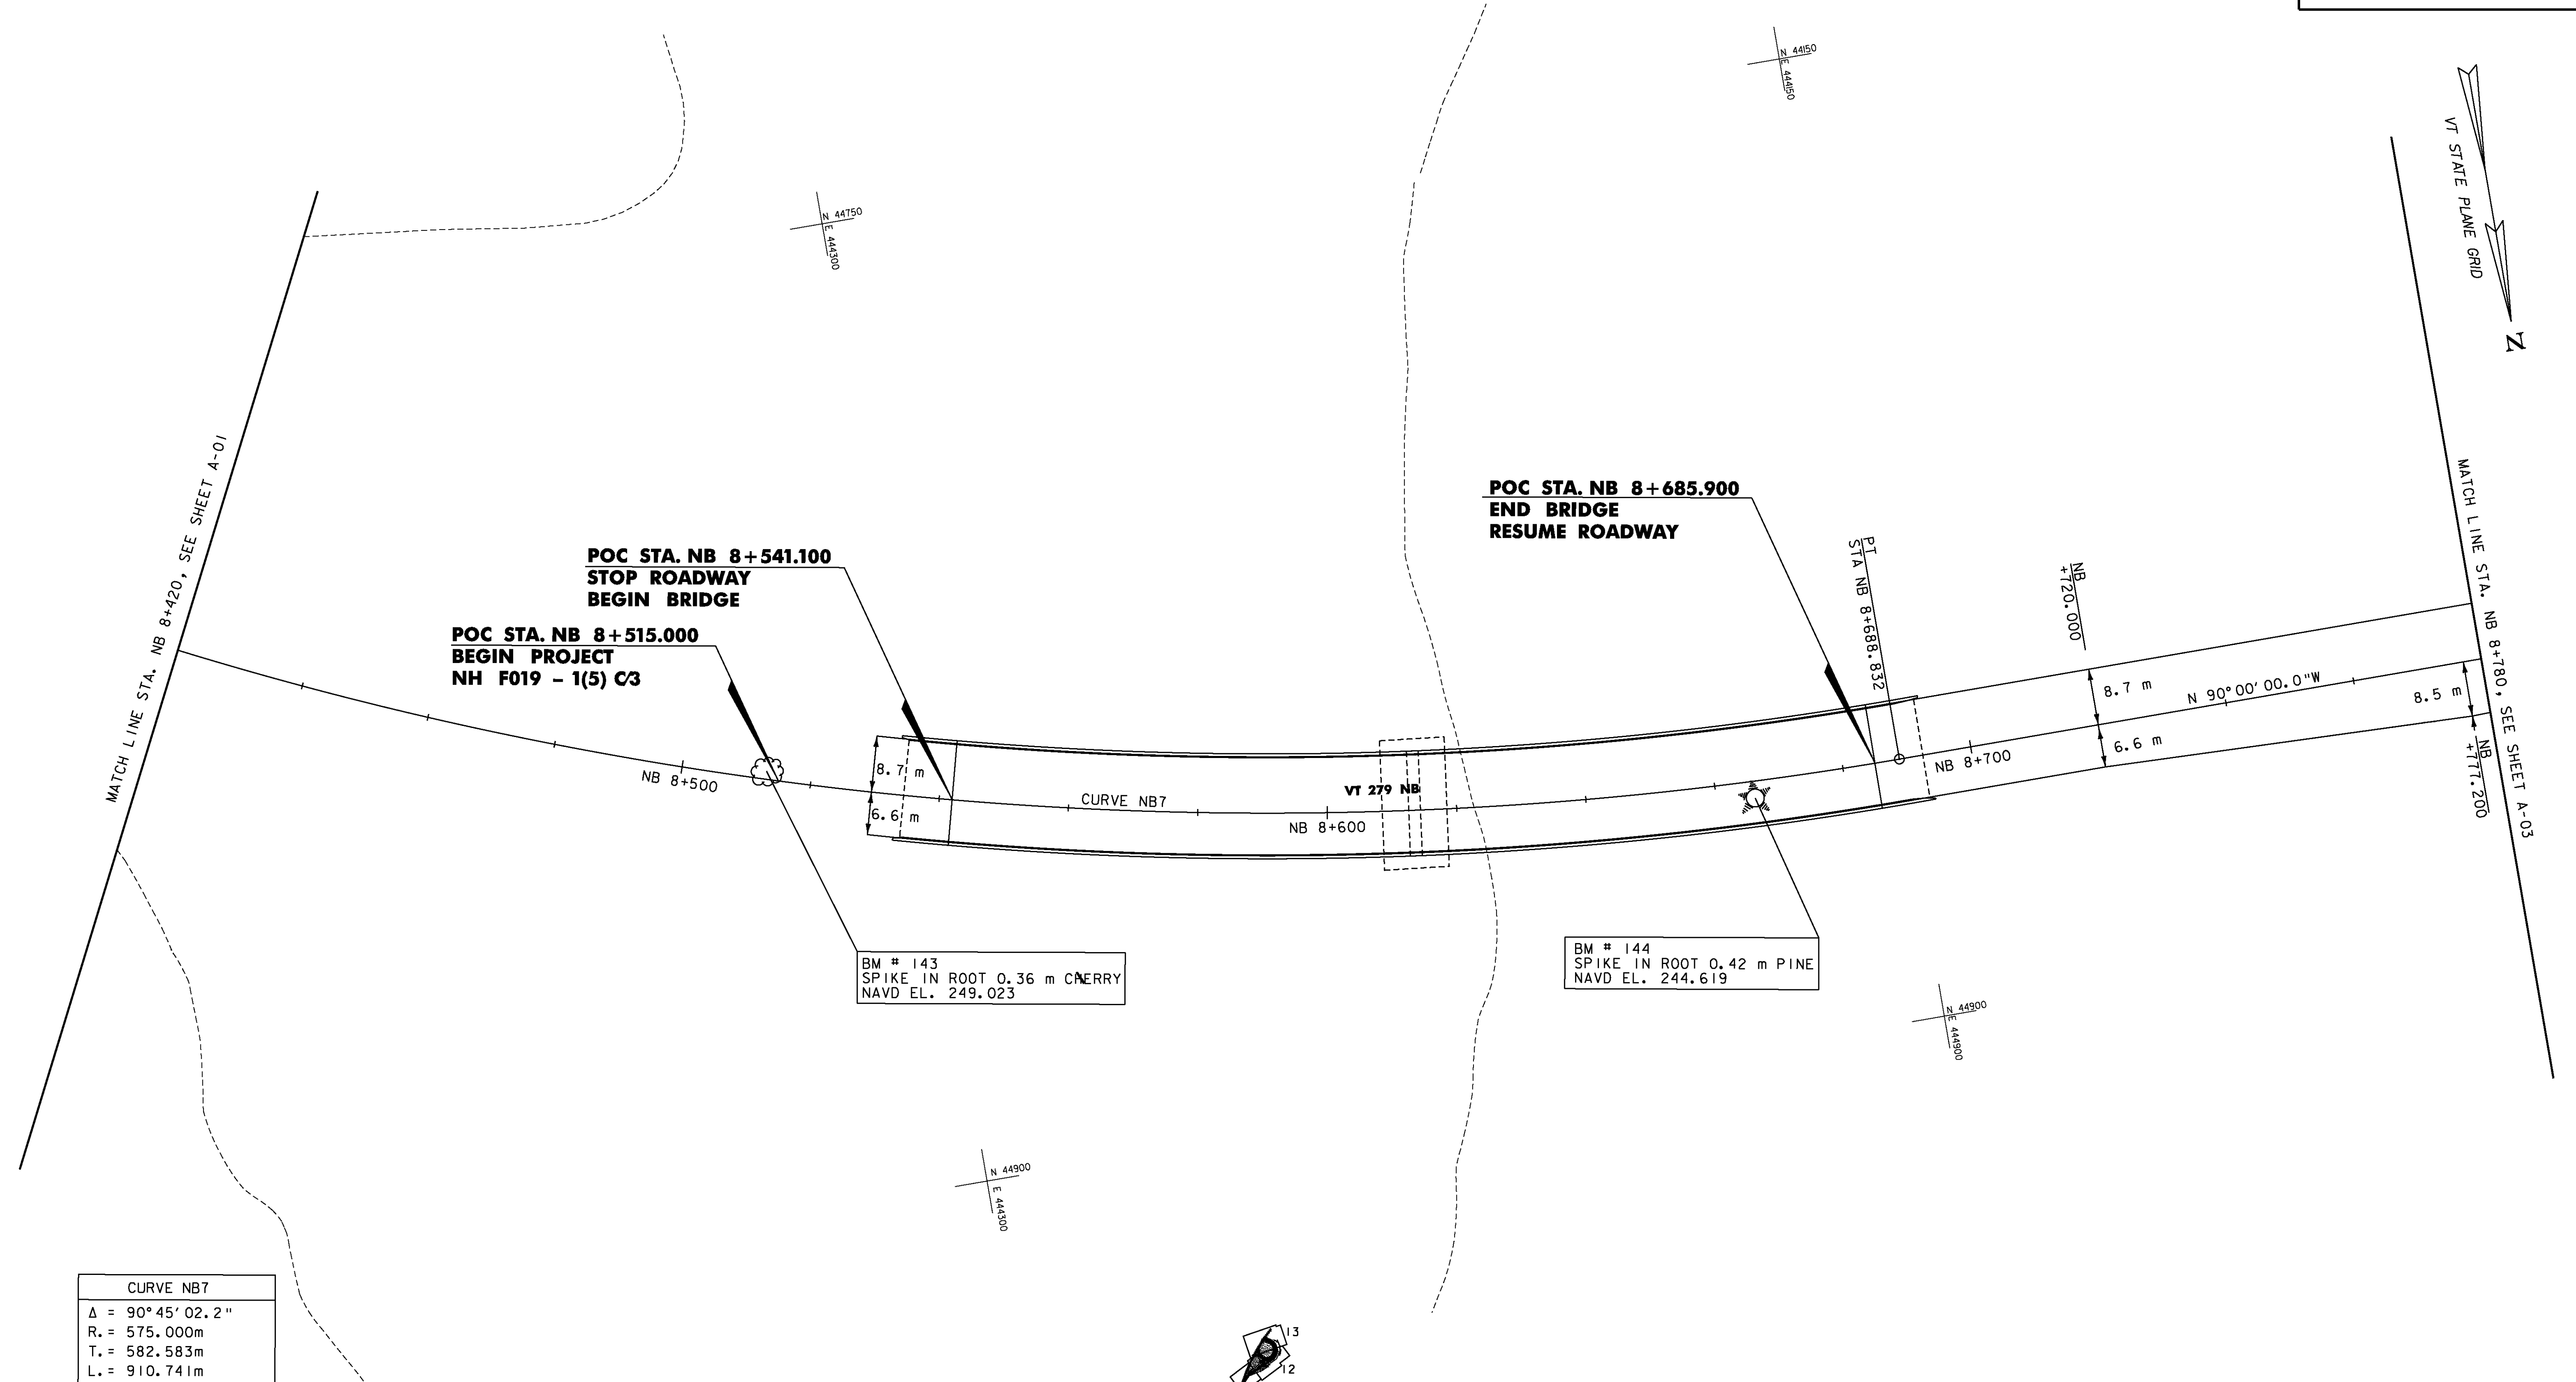 N 44150
E 444150
N 44750
E 444300
VT STATE PLANE GRID
N
MATCH LINE STA. NB 8+420, SEE SHEET A-01
MATCH LINE STA. NB 8+780, SEE SHEET A-03
POC STA. NB 8+685.900
END BRIDGE
RESUME ROADWAY
POC STA. NB 8+541.100
STOP ROADWAY
BEGIN BRIDGE
POC STA. NB 8+515.000
BEGIN PROJECT
NH F019 - 1(5) C/3
PT
STA NB 8+688.832
NB
+720.000
8.7 m
N 90°00'00.0"W
8.5 m
6.6 m
NB
+777.200
8.7 m
6.6 m
NB 8+500
CURVE NB7
VT 279 NB
NB 8+600
NB 8+700
BM # 143
SPIKE IN ROOT 0.36 m CHERRY
NAVD EL. 249.023
BM # 144
SPIKE IN ROOT 0.42 m PINE
NAVD EL. 244.619
N 44900
E 444900
N 44900
E 444300
CURVE NB7
Δ = 90°45'02.2"
R. = 575.000m
T. = 582.583m
L. = 910.741m
13
12